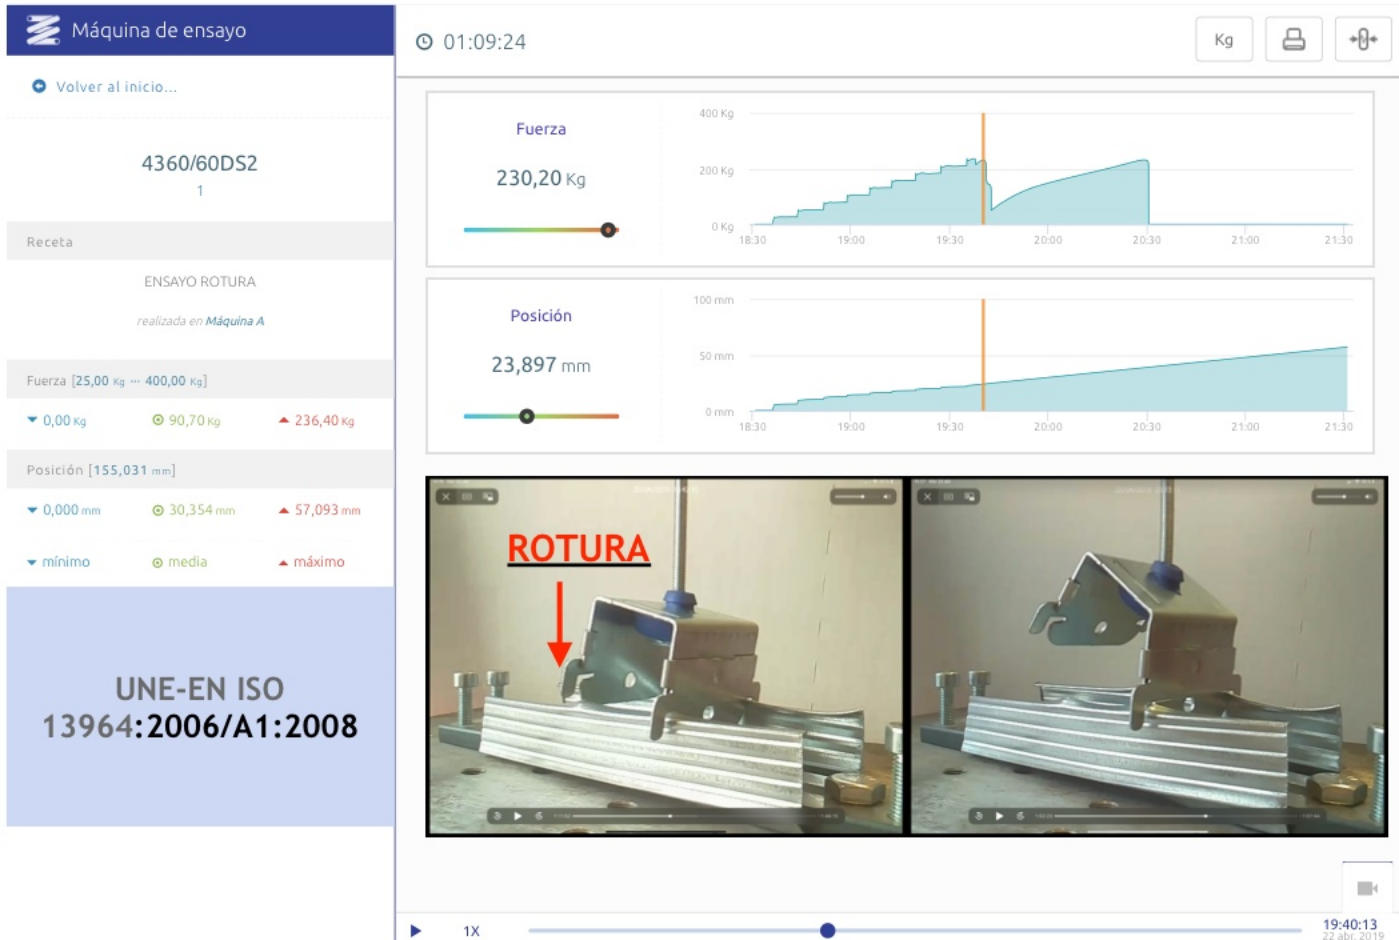 Máquina de ensayo
Volver al inicio...
4360/60DS2
1
Receta
ENSAYO ROTURA
realizada en Máquina A
Fuerza [25,00 Kg ··· 400,00 Kg]
0,00 Kg 90,70 Kg 236,40 Kg
Posición [155,031 mm]
0,000 mm 30,354 mm 57,093 mm
mínimo media máximo
UNE-EN ISO
13964:2006/A1:2008
01:09:24
Kg
Fuerza
230,20 Kg
400 Kg
200 Kg
0 Kg
18:30 19:00 19:30 20:00 20:30 21:00 21:30
Posición
23,897 mm
100 mm
50 mm
0 mm
18:30 19:00 19:30 20:00 20:30 21:00 21:30
ROTURA
1X
19:40:13
22 abr. 2019